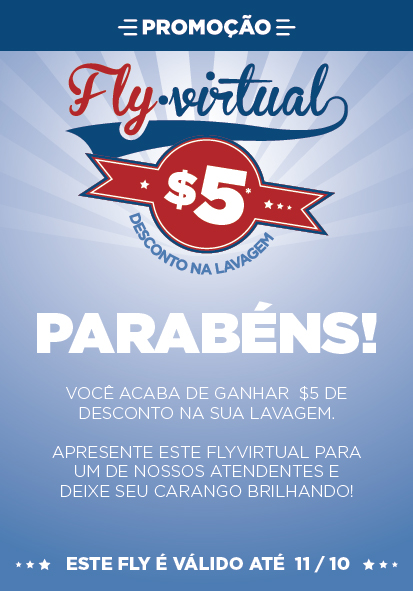 PROMOÇÃO
Fly·virtual
$5*
DESCONTO NA LAVAGEM
PARABÉNS!
VOCÊ ACABA DE GANHAR $5 DE
DESCONTO NA SUA LAVAGEM.
APRESENTE ESTE FLYVIRTUAL PARA
UM DE NOSSOS ATENDENTES E
DEIXE SEU CARANGO BRILHANDO!
ESTE FLY É VÁLIDO ATÉ 11 / 10